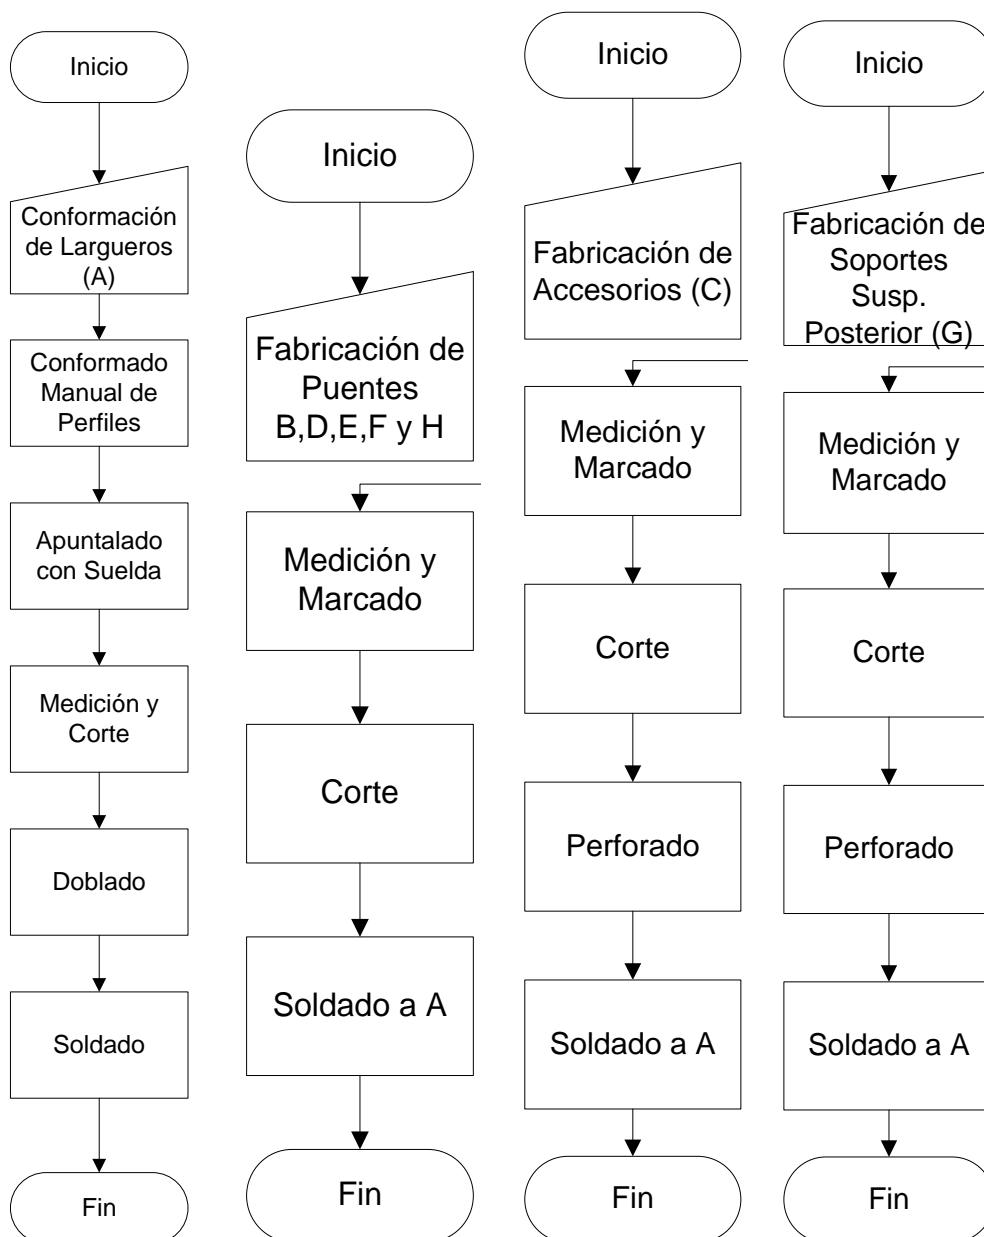 Inicio
Conformación
de Largueros
(A)
Conformado
Manual de
Perfiles
Apuntalado
con Suelda
Medición y
Corte
Doblado
Soldado
Fin
Inicio
Fabricación de
Puentes
B,D,E,F y H
Medición y
Marcado
Corte
Soldado a A
Fin
Inicio
Fabricación de
Accesorios (C)
Medición y
Marcado
Corte
Perforado
Soldado a A
Fin
Inicio
Fabricación de
Soportes
Susp.
Posterior (G)
Medición y
Marcado
Corte
Perforado
Soldado a A
Fin